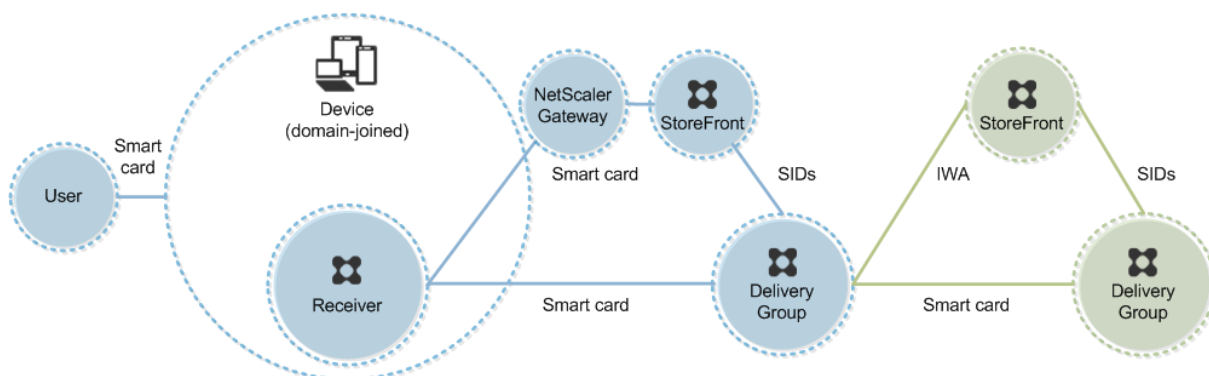 Device
(domain-joined)
NetScaler
Gateway
StoreFront
StoreFront
Smart
card
User
Smart card
SIDs
IWA
SIDs
Receiver
Smart card
Delivery
Group
Smart card
Delivery
Group